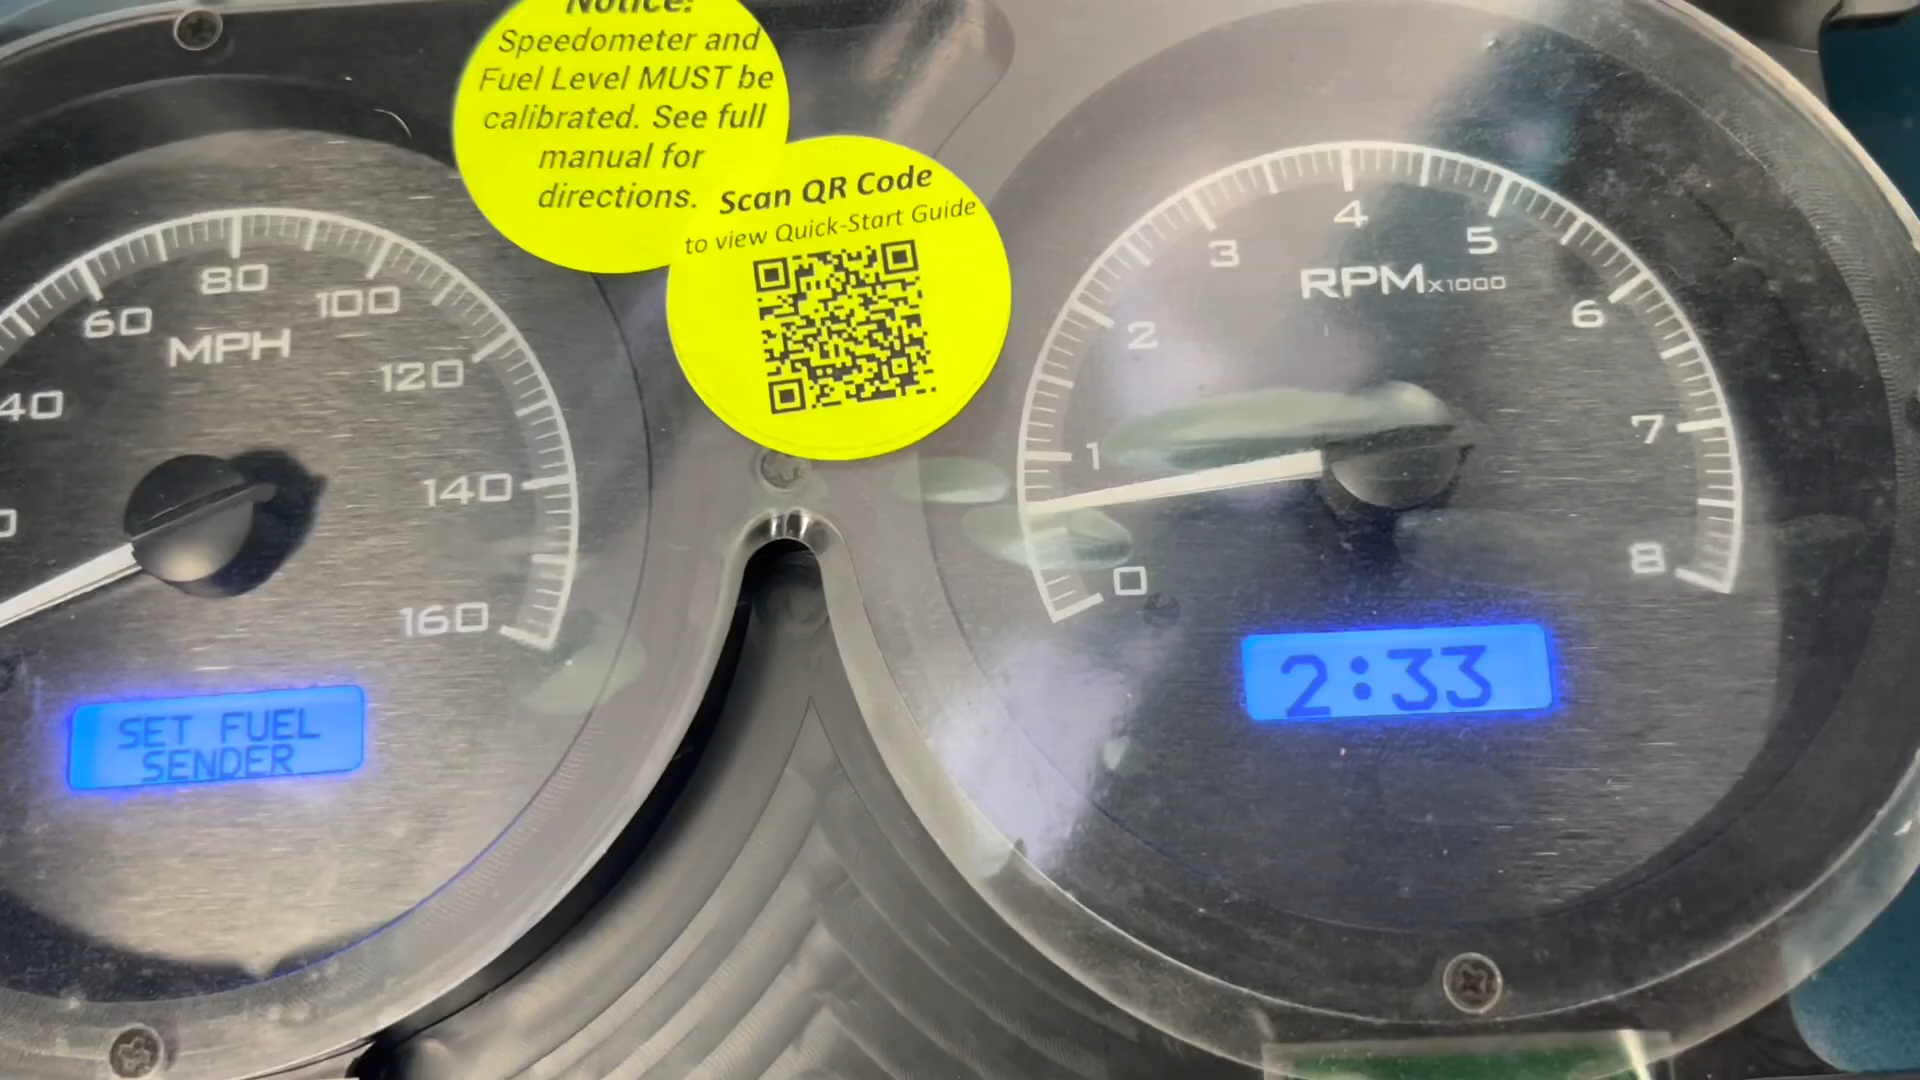 Notice:
Speedometer and
Fuel Level MUST be
calibrated. See full
manual for
directions.
Scan QR Code
to view Quick-Start Guide
40
60
80
100
120
140
160
MPH
SET FUEL
SENDER
0
1
2
3
4
5
6
7
8
RPMx1000
2:33